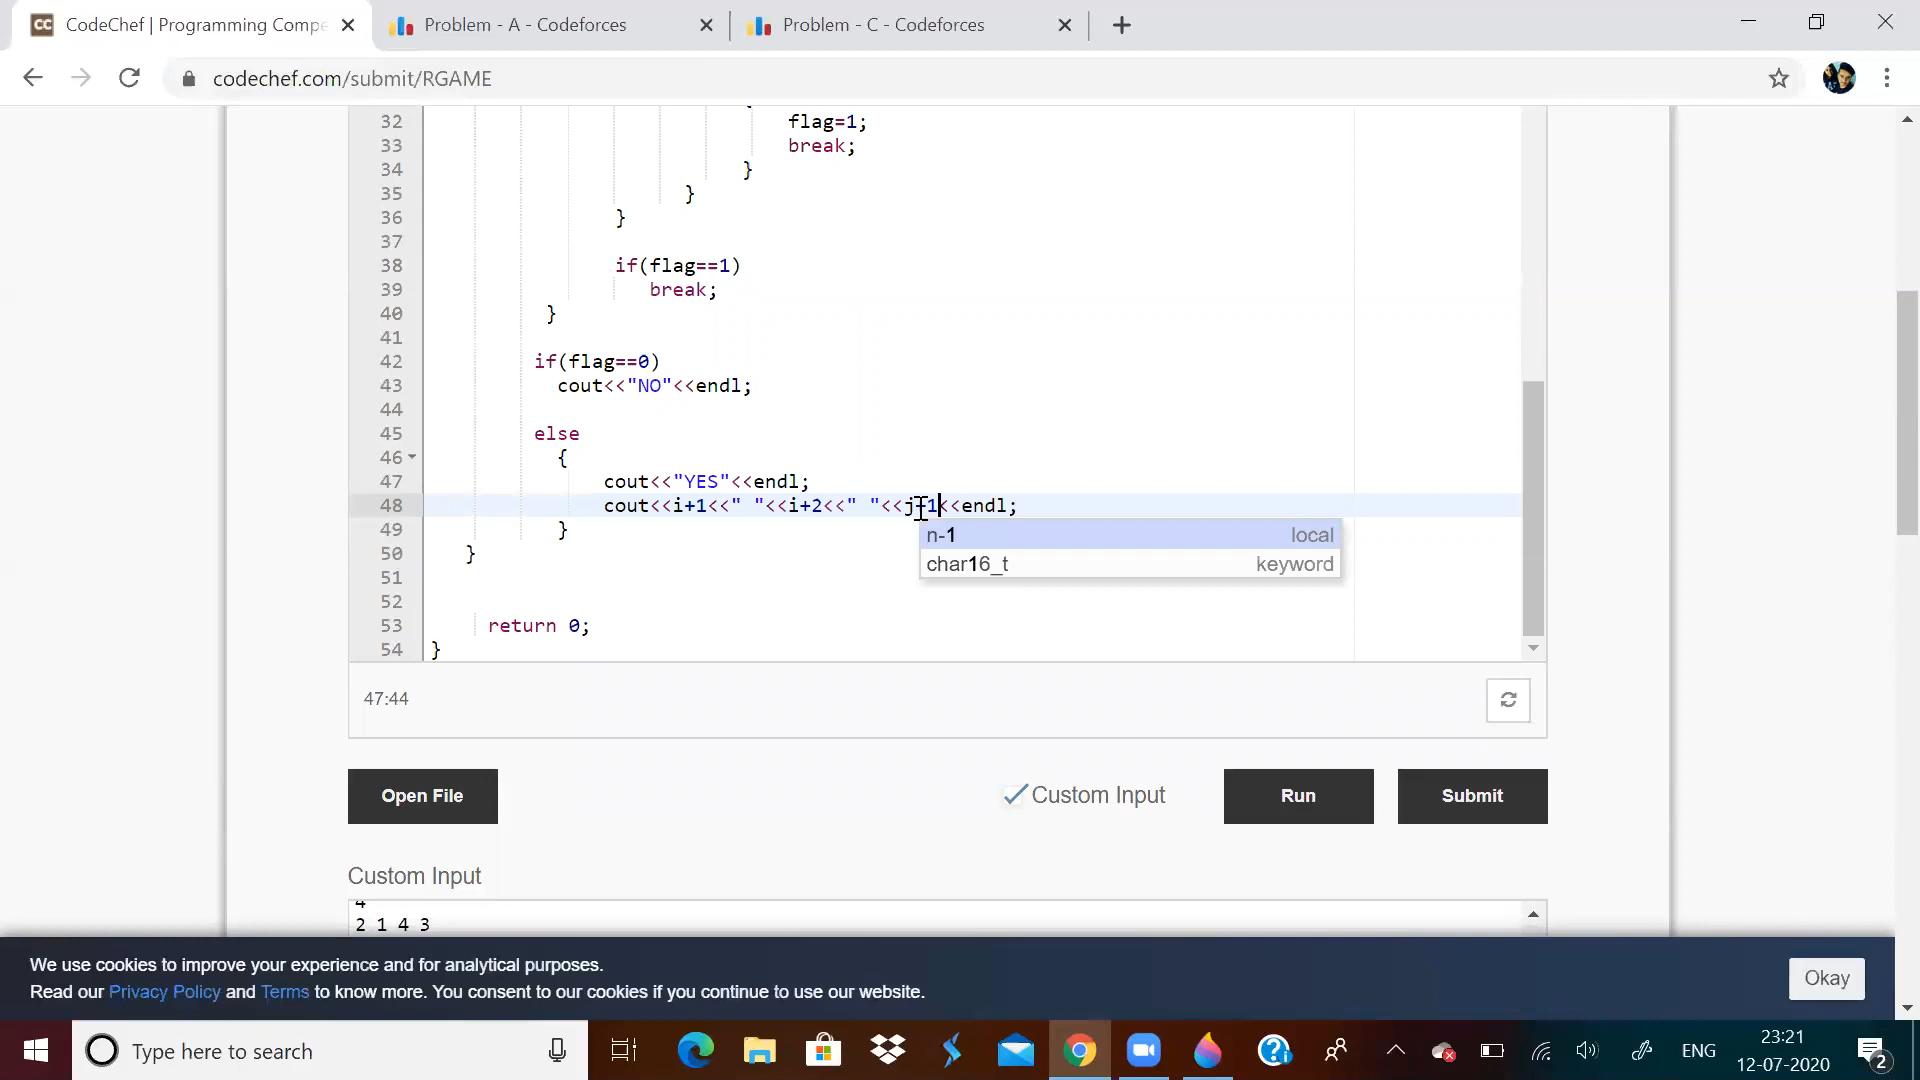 CodeChef | Programming Compe
Problem - A - Codeforces
Problem - C - Codeforces
codechef.com/submit/RGAME
32 flag=1;
33 break;
34 }
35 }
36 }
37
38 if(flag==1)
39 break;
40 }
41
42 if(flag==0)
43 cout<<"NO"<<endl;
44
45 else
46 {
47 cout<<"YES"<<endl;
48 cout<<i+1<<" "<<i+2<<" "<<j+1<<endl;
49 }
n-1 local
char16_t keyword
50 }
51
52
53 return 0;
54 }
47:44
Open File
Custom Input
Run
Submit
Custom Input
4
2 1 4 3
We use cookies to improve your experience and for analytical purposes.
Read our Privacy Policy and Terms to know more. You consent to our cookies if you continue to use our website.
Okay
Type here to search
ENG
23:21
12-07-2020
2